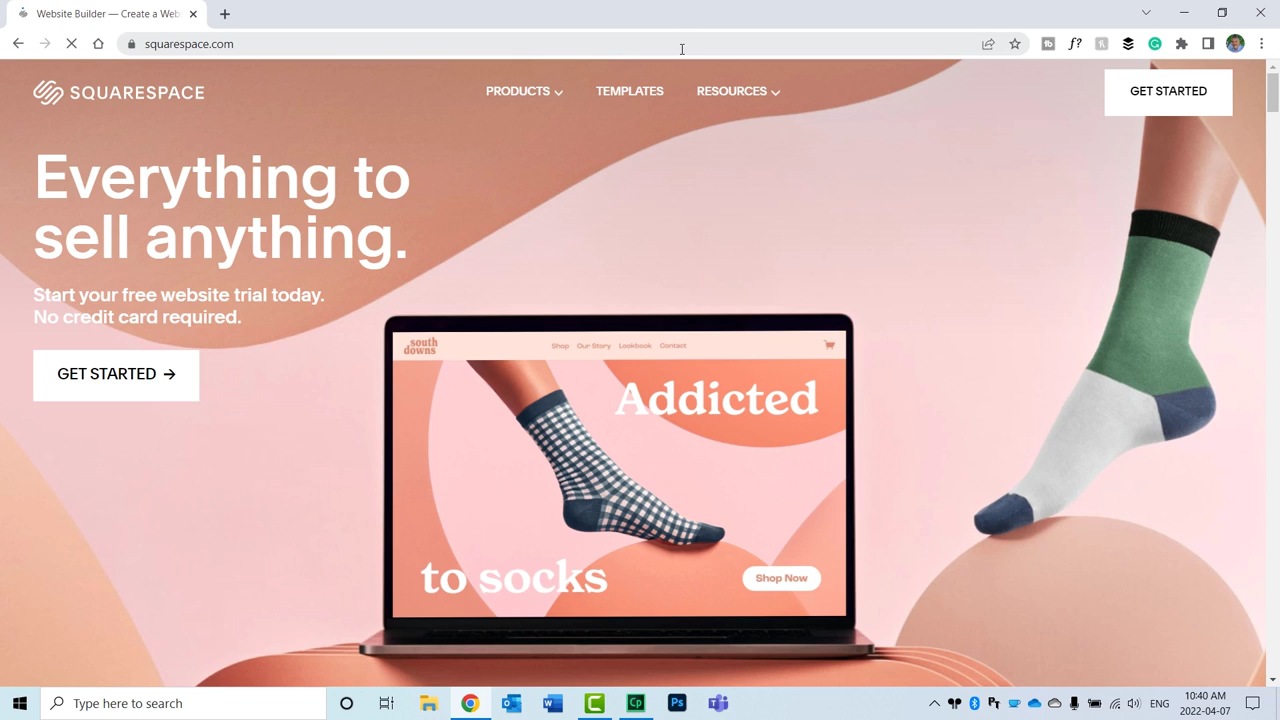 Website Builder — Create a Web
squarespace.com
f?
SQUARESPACE
PRODUCTS
TEMPLATES
RESOURCES
GET STARTED
Everything to
sell anything.
Start your free website trial today.
No credit card required.
GET STARTED →
south
downs
Shop
Our Story
Lookbook
Contact
Addicted
to socks
Shop Now
Type here to search
W
C
Cp
Ps
ENG
10:40 AM
2022-04-07